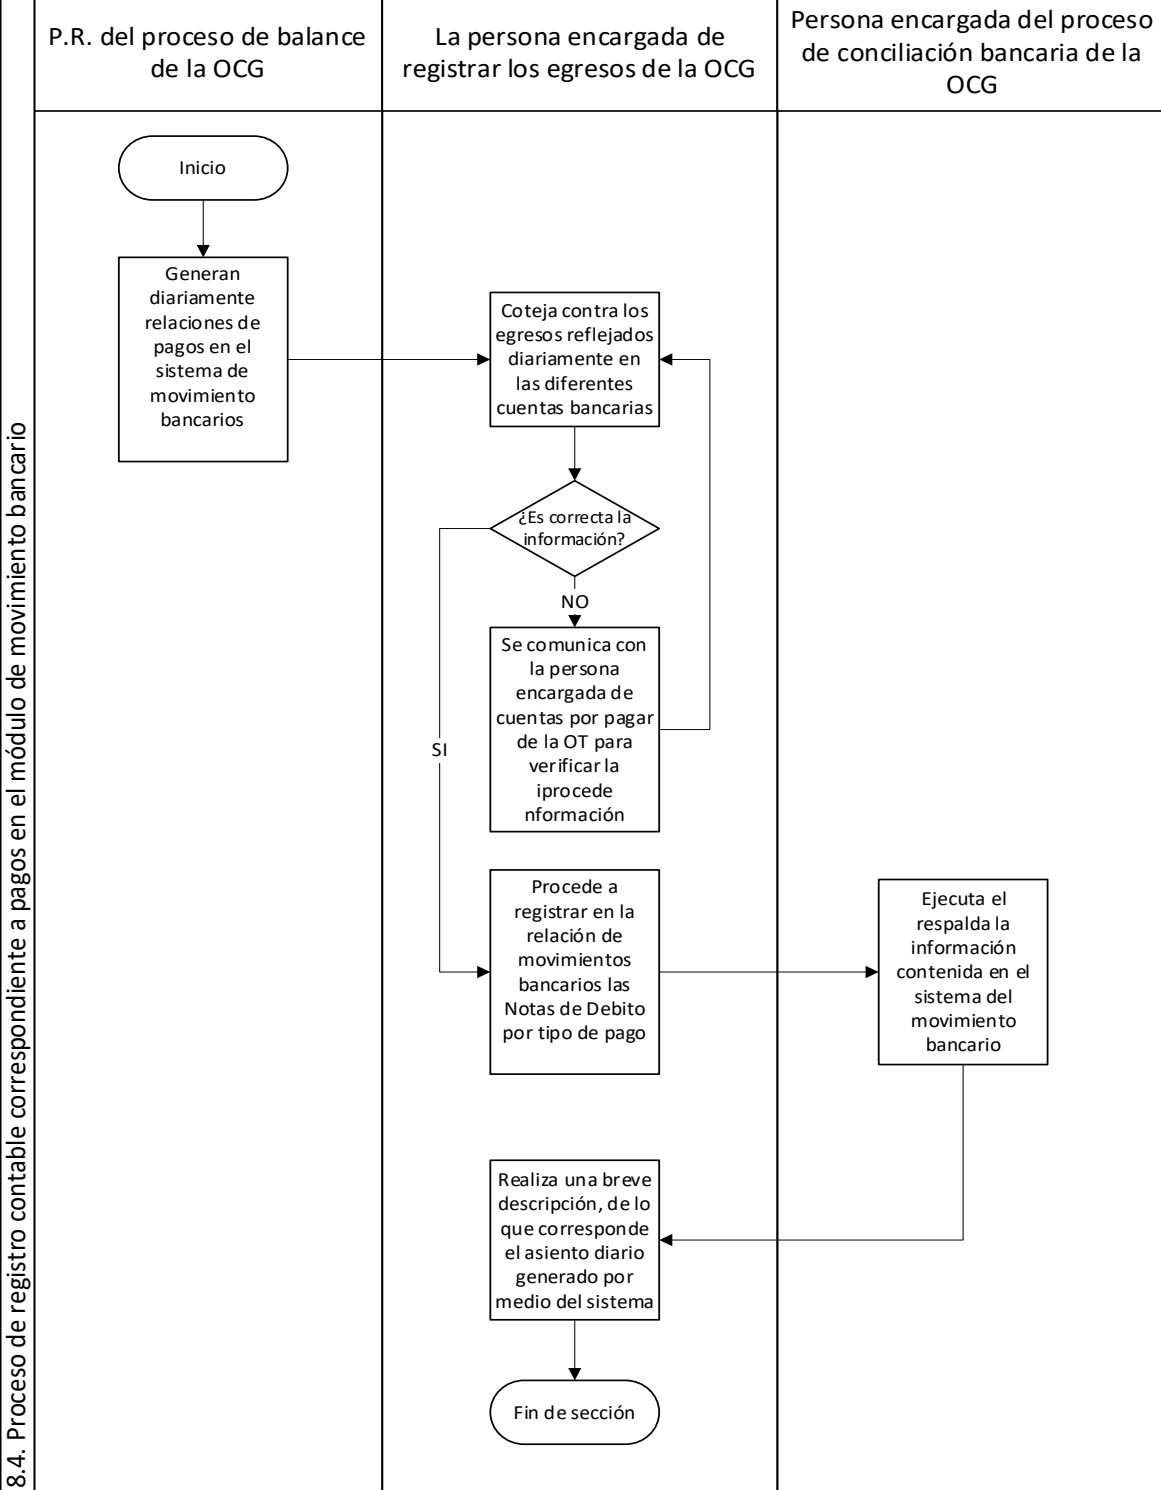 8.4. Proceso de registro contable correspondiente a pagos en el módulo de movimiento bancario
P.R. del proceso de balance
de la OCG
La persona encargada de
registrar los egresos de la OCG
Persona encargada del proceso
de conciliación bancaria de la
OCG
Inicio
Generan
diariamente
relaciones de
pagos en el
sistema de
movimiento
bancarios
Coteja contra los
egresos reflejados
diariamente en
las diferentes
cuentas bancarias
¿Es correcta la
información?
NO
Se comunica con
la persona
encargada de
cuentas por pagar
de la OT para
verificar la
iprocede
nformación
SI
Procede a
registrar en la
relación de
movimientos
bancarios las
Notas de Debito
por tipo de pago
Ejecuta el
respalda la
información
contenida en el
sistema del
movimiento
bancario
Realiza una breve
descripción, de lo
que corresponde
el asiento diario
generado por
medio del sistema
Fin de sección